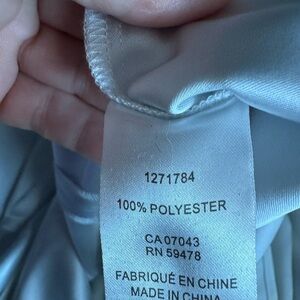 1271784
100% POLYESTER
CA 07043
RN 59478
FABRIQUÉ EN CHINE
MADE IN CHINA